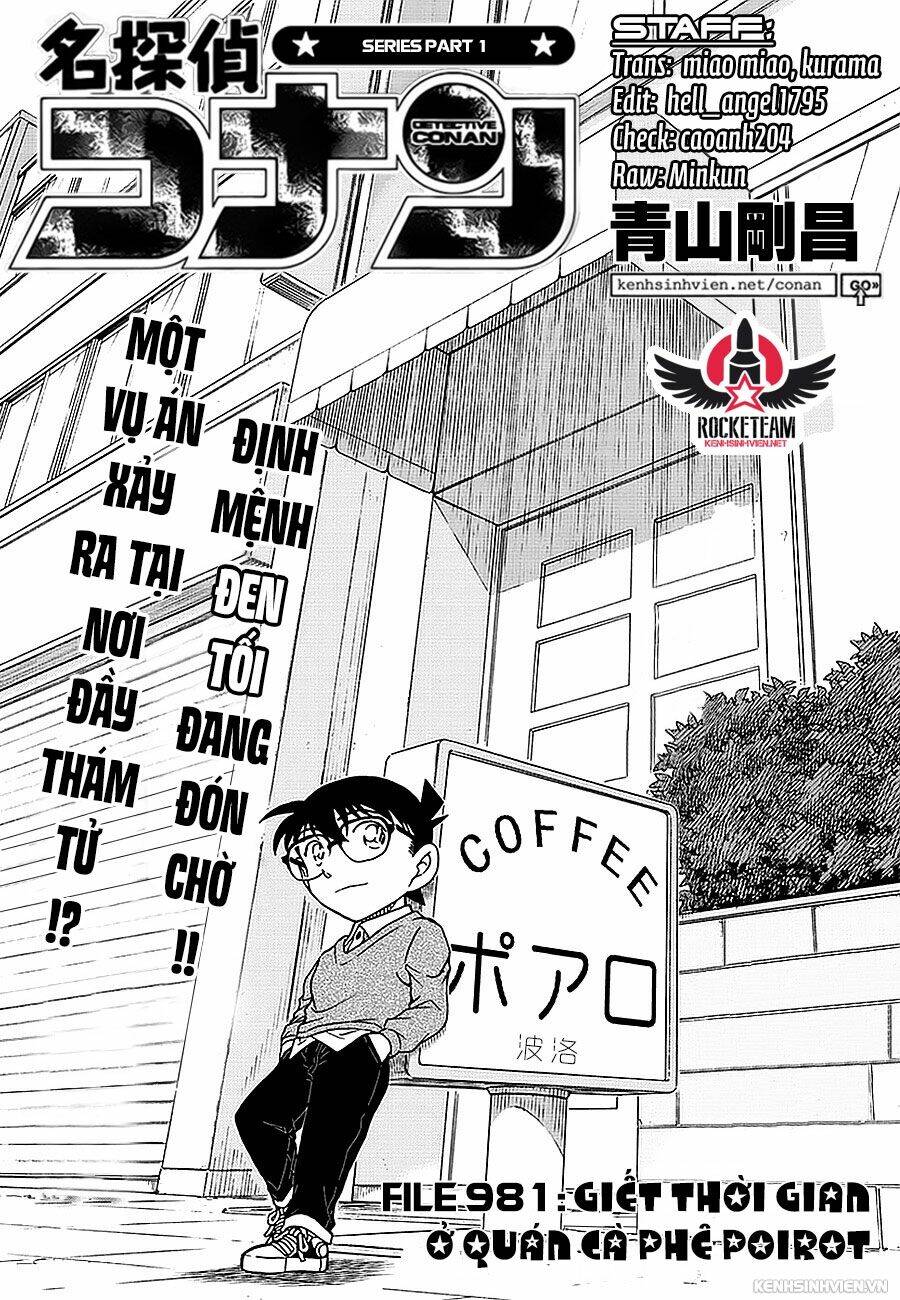 名探偵
SERIES PART 1
コナン
DETECTIVE
CONAN
STAFF:
Trans: miao miao, kurama
Edit: hell_angel1795
Check: caoanh204
Raw: Minkun
青山剛昌
kenhsinhvien.net/conan
GO»
ROCKETEAM
KENHSINHVIEN.NET
MỘT
VỤ ÁN
XẢY
RA TẠI
NƠI
ĐẦY
THÁM
TỬ
!?
ĐỊNH
MỆNH
ĐEN
TỐI
ĐANG
ĐÓN
CHỜ
!!
COFFEE
ポアロ
波洛
FILE 981 : GIẾT THỜI GIAN
Ở QUÁN CÀ PHÊ POIROT
KENHSINHVIEN.VN